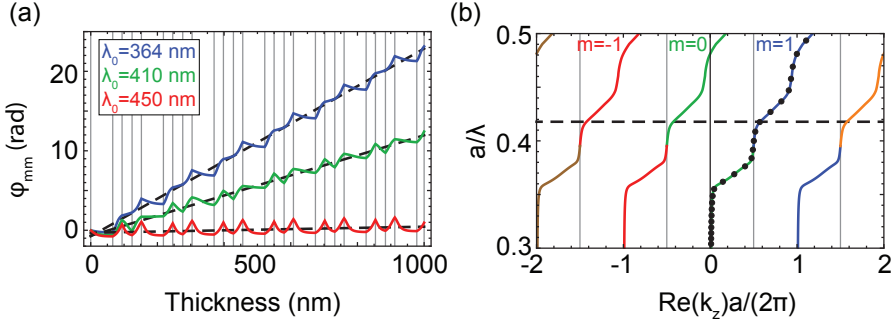 (a)
λ₀=364 nm
λ₀=410 nm
λ₀=450 nm
φmm (rad)
20
10
0
0
500
1000
Thickness (nm)
(b)
m=-1
m=0
m=1
a/λ
0.5
0.4
0.3
-2
-1
0
1
2
Re(kz)a/(2π)